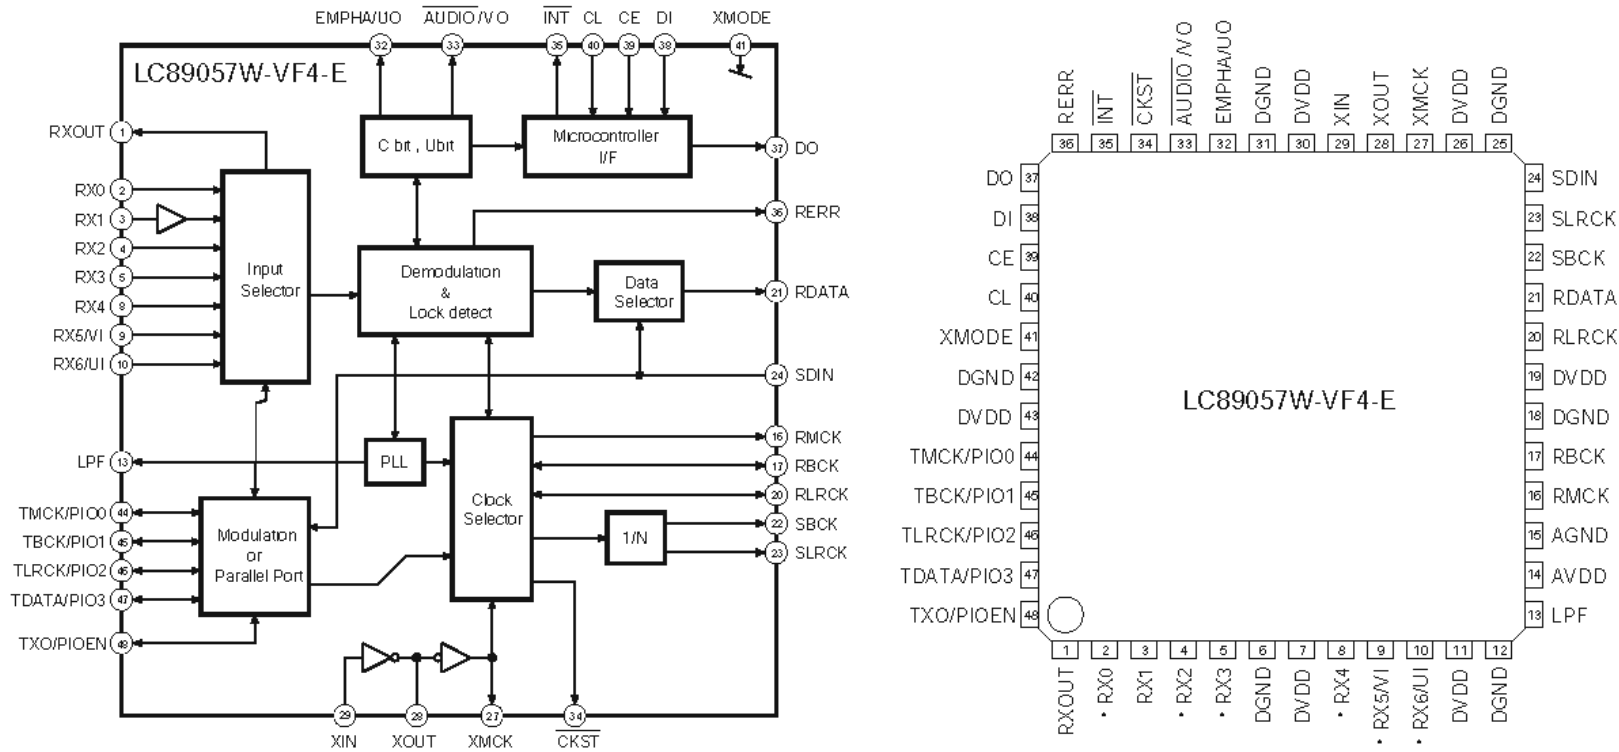 EMPHA/UO AUDIO/VO INT CL CE DI XMODE
32 33 35 40 39 38 41
LC89057W-VF4-E
RXOUT 1
C bit , Ubit
Microcontroller
I/F
37 DO
RX0 2
RX1 3
RX2 4
RX3 5
RX4 8
RX5/VI 9
RX6/UI 10
Input
Selector
36 RERR
Demodulation
&
Lock detect
Data
Selector
21 RDATA
24 SDIN
LPF 13
PLL
Clock
Selector
16 RMCK
17 RBCK
20 RLRCK
22 SBCK
23 SLRCK
1/N
TMCK/PIO0 44
TBCK/PIO1 45
TLRCK/PIO2 46
TDATA/PIO3 47
TXO/PIOEN 48
Modulation
or
Parallel Port
29 28 27 34
XIN XOUT XMCK CKST
RERR
INT
CKST
AUDIO/VO
EMPHA/UO
DGND
DVDD
XIN
XOUT
XMCK
DVDD
DGND
36 35 34 33 32 31 30 29 28 27 26 25
DO 37
DI 38
CE 39
CL 40
XMODE 41
DGND 42
DVDD 43
TMCK/PIO0 44
TBCK/PIO1 45
TLRCK/PIO2 46
TDATA/PIO3 47
TXO/PIOEN 48
LC89057W-VF4-E
24 SDIN
23 SLRCK
22 SBCK
21 RDATA
20 RLRCK
19 DVDD
18 DGND
17 RBCK
16 RMCK
15 AGND
14 AVDD
13 LPF
1 2 3 4 5 6 7 8 9 10 11 12
RXOUT
• RX0
RX1
• RX2
• RX3
DGND
DVDD
• RX4
• RX5/VI
• RX6/UI
DVDD
DGND